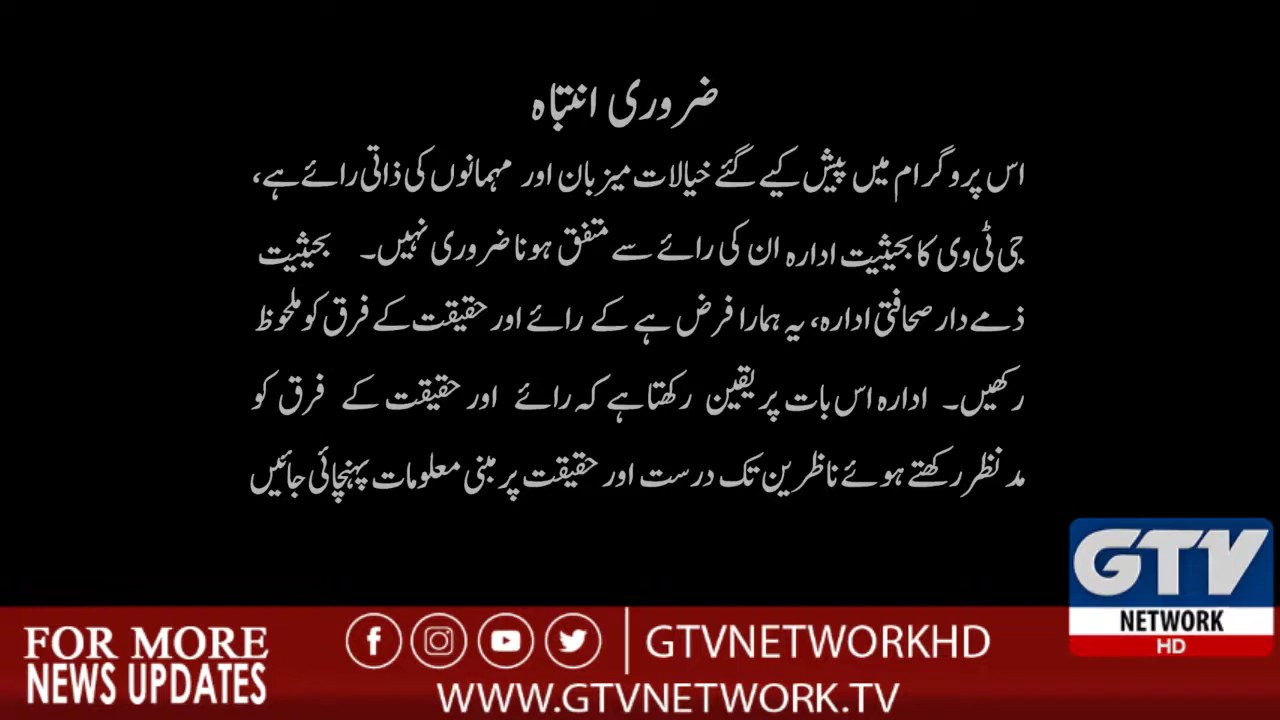 ضروری انتباہ
اس پروگرام میں پیش کیے گئے خیالات میزبان اور مہمانوں کی ذاتی رائے ہے،
جی ٹی وی کا بحیثیت ادارہ ان کی رائے سے متفق ہونا ضروری نہیں۔ بحیثیت
ذمے دار صحافتی ادارہ، یہ ہمارا فرض ہے کے رائے اور حقیقت کے فرق کو ملحوظ
رکھیں۔ ادارہ اس بات پر یقین رکھتا ہے کہ رائے اور حقیقت کے فرق کو
مد نظر رکھتے ہوئے ناظرین تک درست اور حقیقت پر مبنی معلومات پہنچائی جائیں
GTV
NETWORK
HD
FOR MORE
NEWS UPDATES
GTVNETWORKHD
WWW.GTVNETWORK.TV